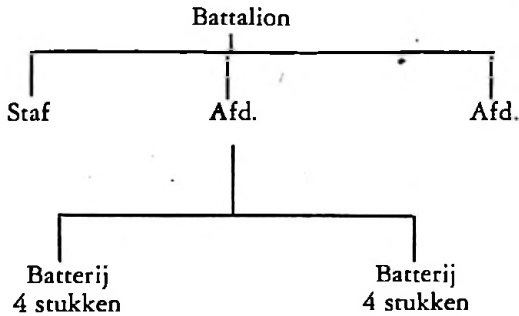 Battalion
Staf Afd. Afd.
Batterij Batterij
4 stukken 4 stukken